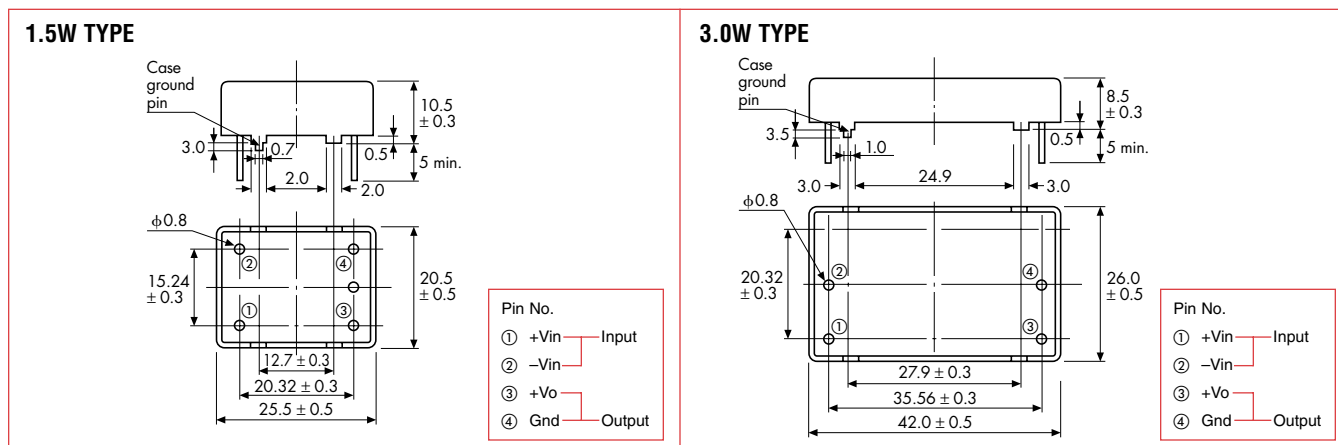 1.5W TYPE
Case
ground
pin
10.5
± 0.3
3.0
0.7
0.5
5 min.
2.0
2.0
φ0.8
②
④
15.24
± 0.3
20.5
± 0.5
①
③
12.7 ± 0.3
20.32 ± 0.3
25.5 ± 0.5
Pin No.
① +Vin Input
② –Vin
③ +Vo
④ Gnd Output
3.0W TYPE
Case
ground
pin
8.5
± 0.3
3.5
1.0
0.5
5 min.
3.0
24.9
3.0
φ0.8
②
④
20.32
± 0.3
26.0
± 0.5
①
③
27.9 ± 0.3
35.56 ± 0.3
42.0 ± 0.5
Pin No.
① +Vin Input
② –Vin
③ +Vo
④ Gnd Output